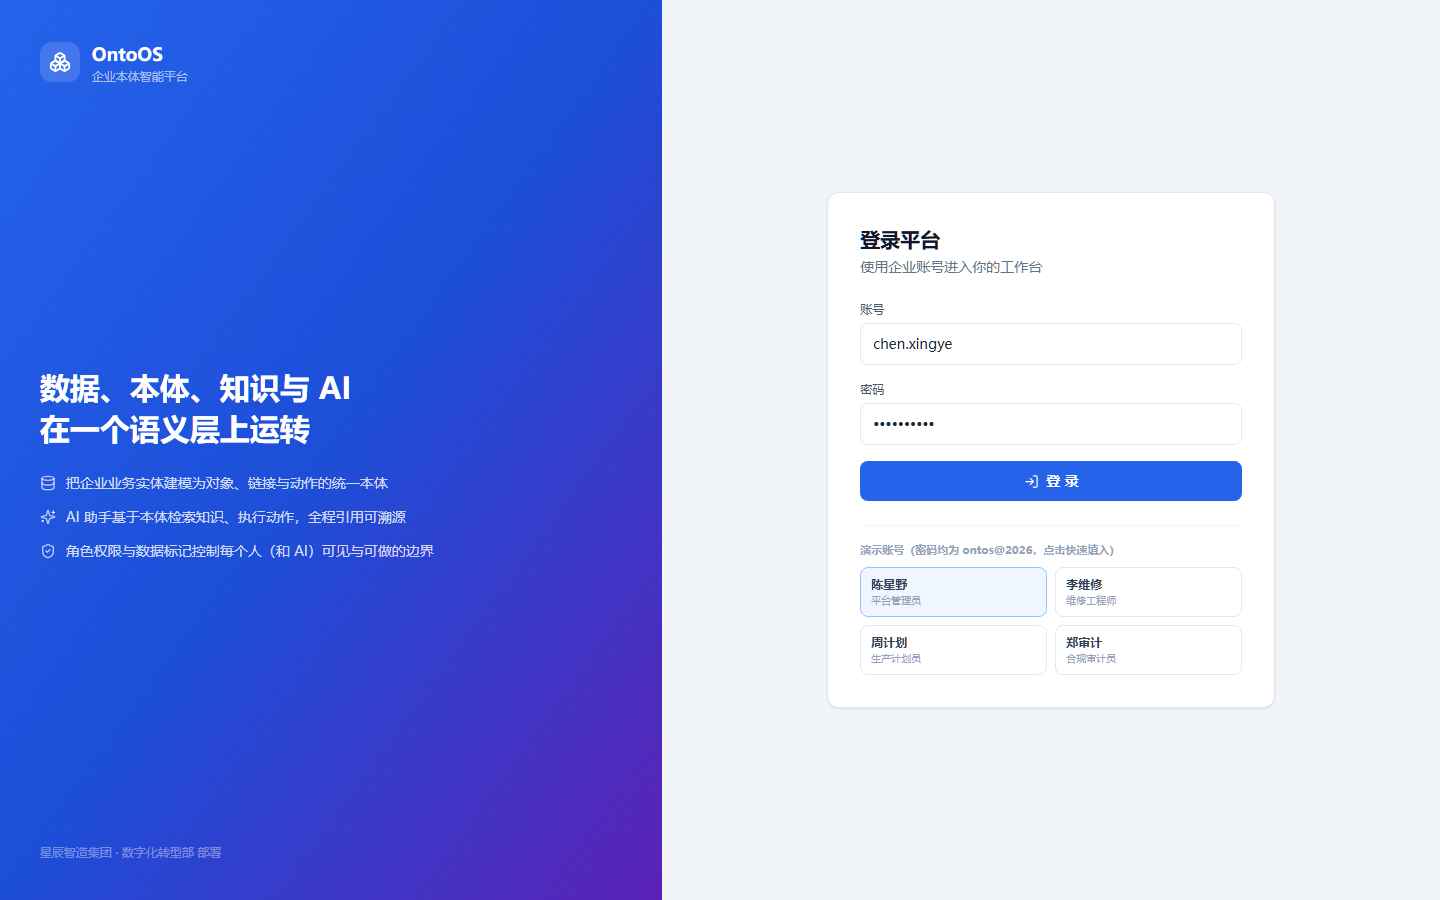 OntoOS
企业本体智能平台
数据、本体、知识与 AI
在一个语义层上运转
把企业业务实体建模为对象、链接与动作的统一本体
AI 助手基于本体检索知识、执行动作，全程引用可溯源
角色权限与数据标记控制每个人（和 AI）可见与可做的边界
星辰智造集团 · 数字化转型部 部署
登录平台
使用企业账号进入你的工作台
账号
chen.xingye
密码
••••••••••
登 录
演示账号（密码均为 ontos@2026，点击快速填入）
陈星野
平台管理员
李维修
维修工程师
周计划
生产计划员
郑审计
合规审计员